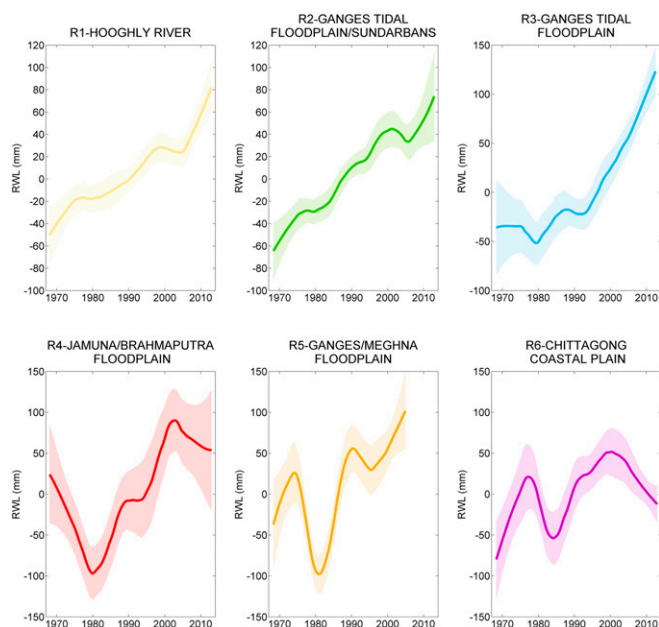 R1-HOOGHLY RIVER
R2-GANGES TIDAL
FLOODPLAIN/SUNDARBANS
R3-GANGES TIDAL
FLOODPLAIN
RWL (mm)
120
100
80
60
40
20
0
-20
-40
-60
-80
-100
1970 1980 1990 2000 2010
RWL (mm)
120
100
80
60
40
20
0
-20
-40
-60
-80
-100
1970 1980 1990 2000 2010
RWL (mm)
150
100
50
0
-50
-100
1970 1980 1990 2000 2010
R4-JAMUNA/BRAHMAPUTRA
FLOODPLAIN
R5-GANGES/MEGHNA
FLOODPLAIN
R6-CHITTAGONG
COASTAL PLAIN
RWL (mm)
150
100
50
0
-50
-100
-150
1970 1980 1990 2000 2010
RWL (mm)
150
100
50
0
-50
-100
-150
1970 1980 1990 2000 2010
RWL (mm)
150
100
50
0
-50
-100
-150
1970 1980 1990 2000 2010